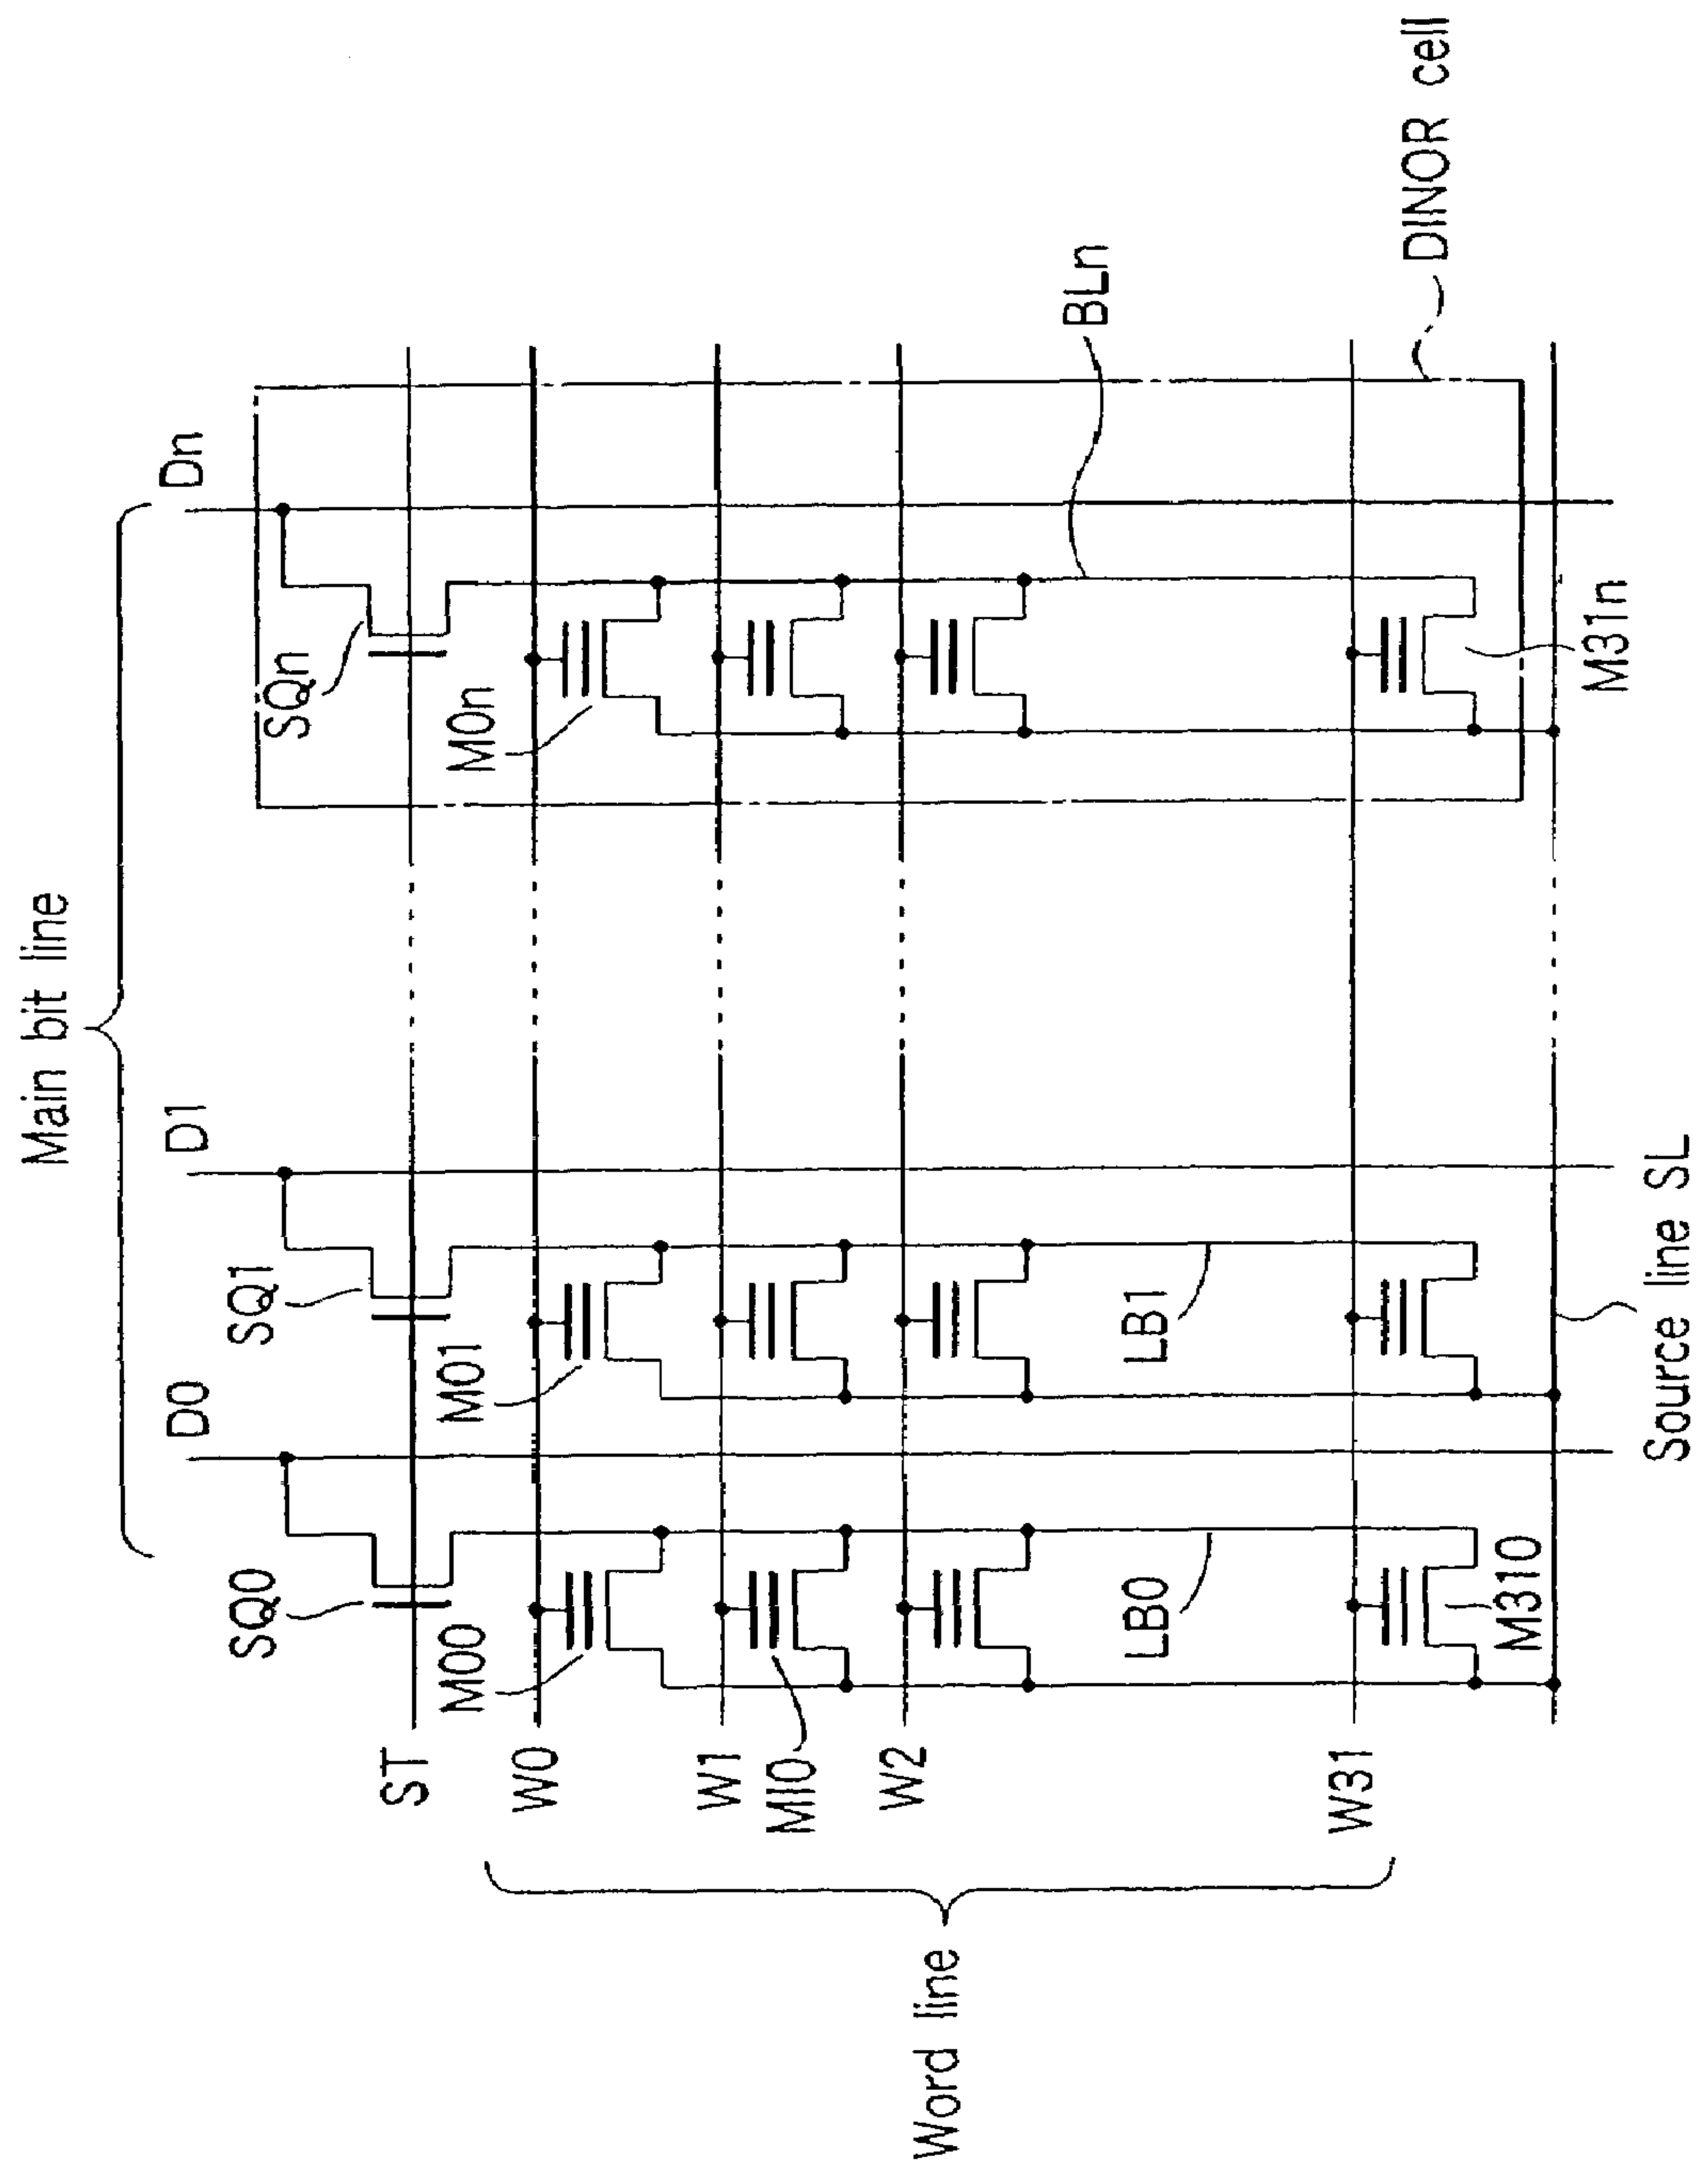 Main bit line
D0
D1
Dn
SQ0
SQ1
SQn
ST
M00
M01
M0n
W0
W1
MI0
W2
LB0
LB1
BLn
W31
M310
M31n
DINOR cell
Source line SL
Word line